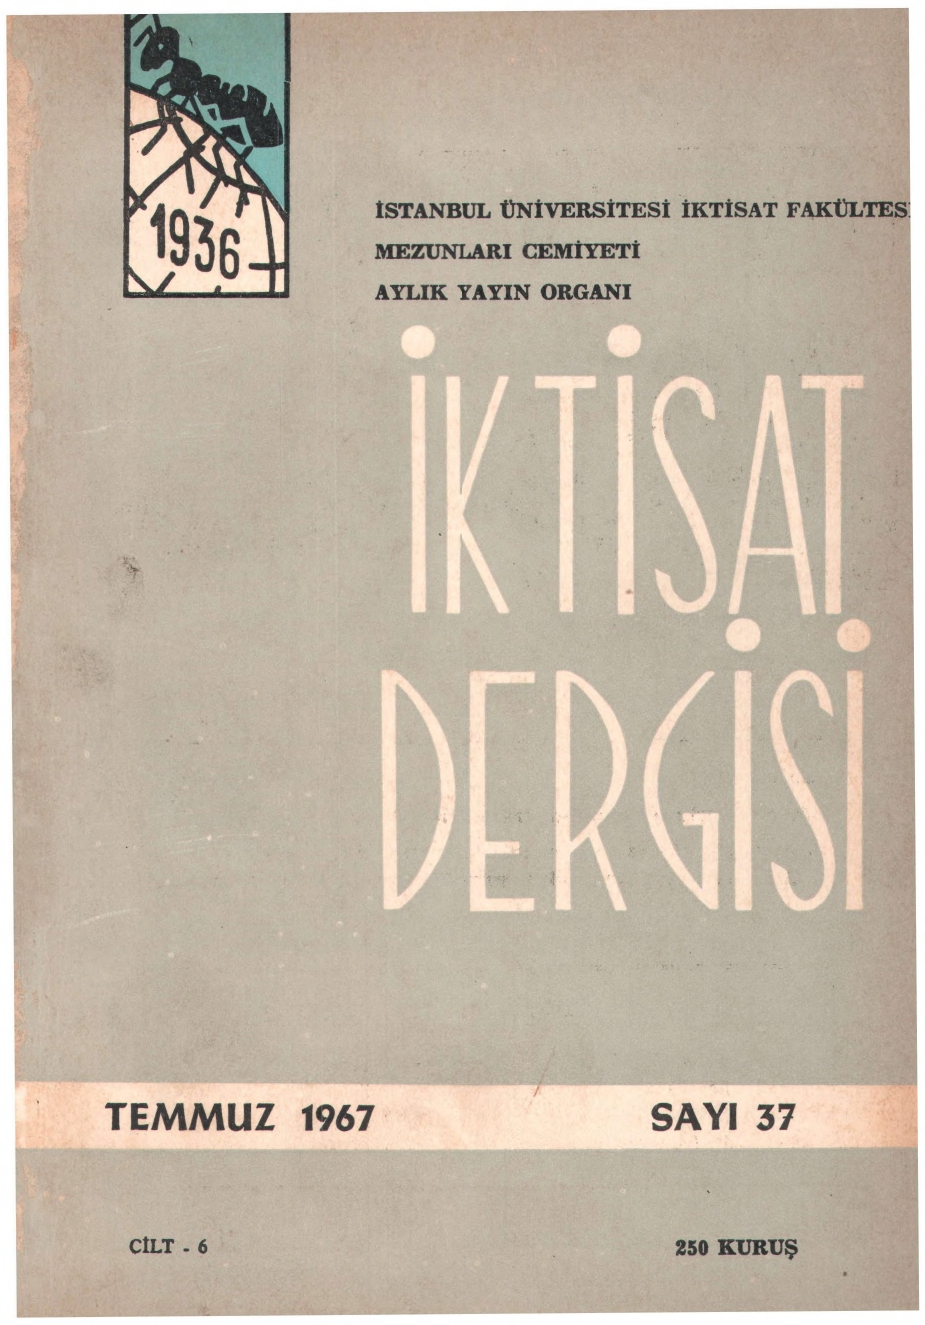 1936
İSTANBUL ÜNİVERSİTESİ İKTİSAT FAKÜLTESİ
MEZUNLARI CEMİYETİ
AYLIK YAYIN ORGANI
İKTİSAT
DERGİSİ
TEMMUZ 1967
SAYI 37
CİLT - 6
250 KURUŞ